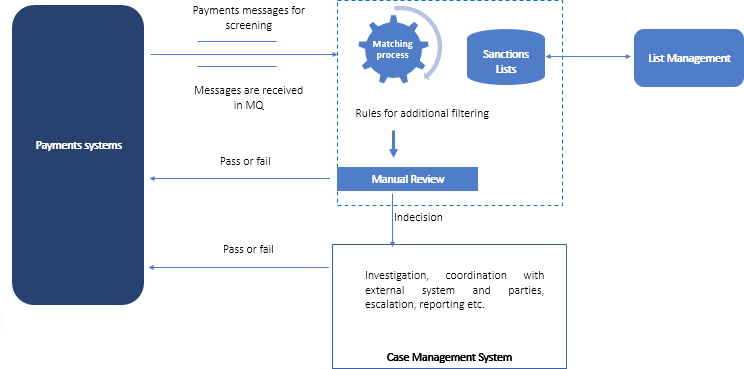 Payments messages for
screening
Matching
process
Sanctions
Lists
List Management
Messages are received
in MQ
Rules for additional filtering
Payments systems
Pass or fail
Manual Review
Indecision
Pass or fail
Investigation, coordination with
external system and parties,
escalation, reporting etc.
Case Management System